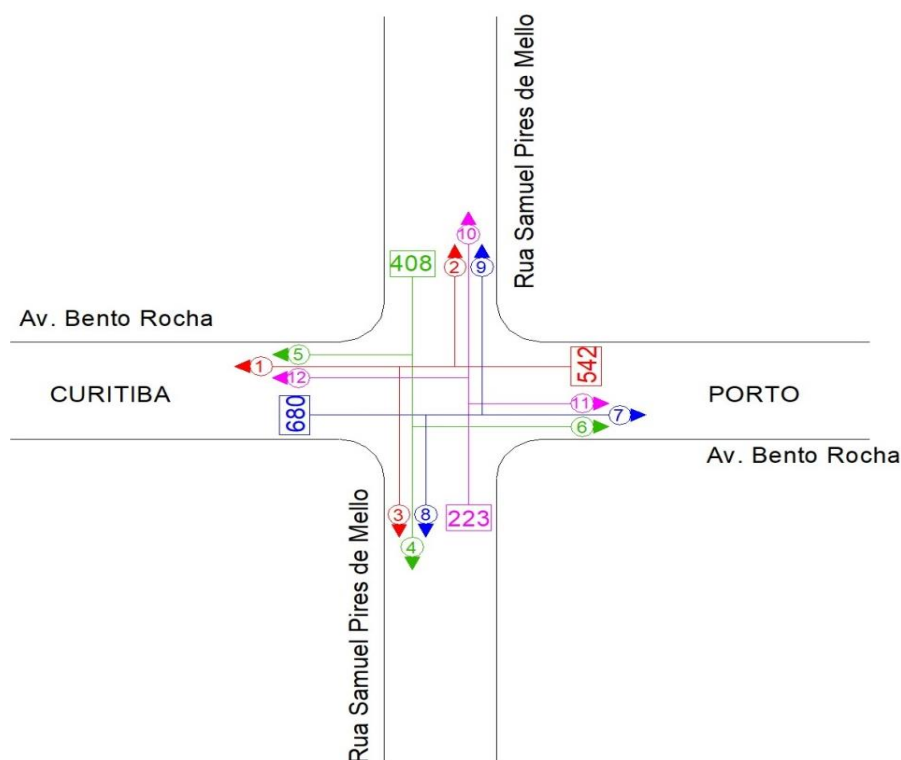 Rua Samuel Pires de Mello
10
408
2
9
Av. Bento Rocha
5
1
12
542
CURITIBA
PORTO
680
11
7
6
Av. Bento Rocha
3
8
223
4
Rua Samuel Pires de Mello